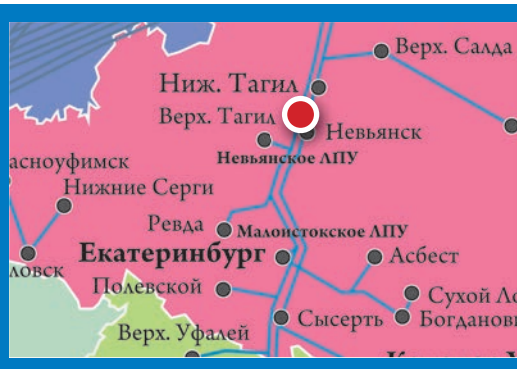 Верх. Салда
Ниж. Тагил
Верх. Тагил
Невьянск
Невьянское ЛПУ
асноуфимск
Нижние Серги
Ревда
Малоистокское ЛПУ
Екатеринбург
Асбест
ловск
Полевской
Сухой Ло
Сысерть
Богданови
Верх. Уфалей